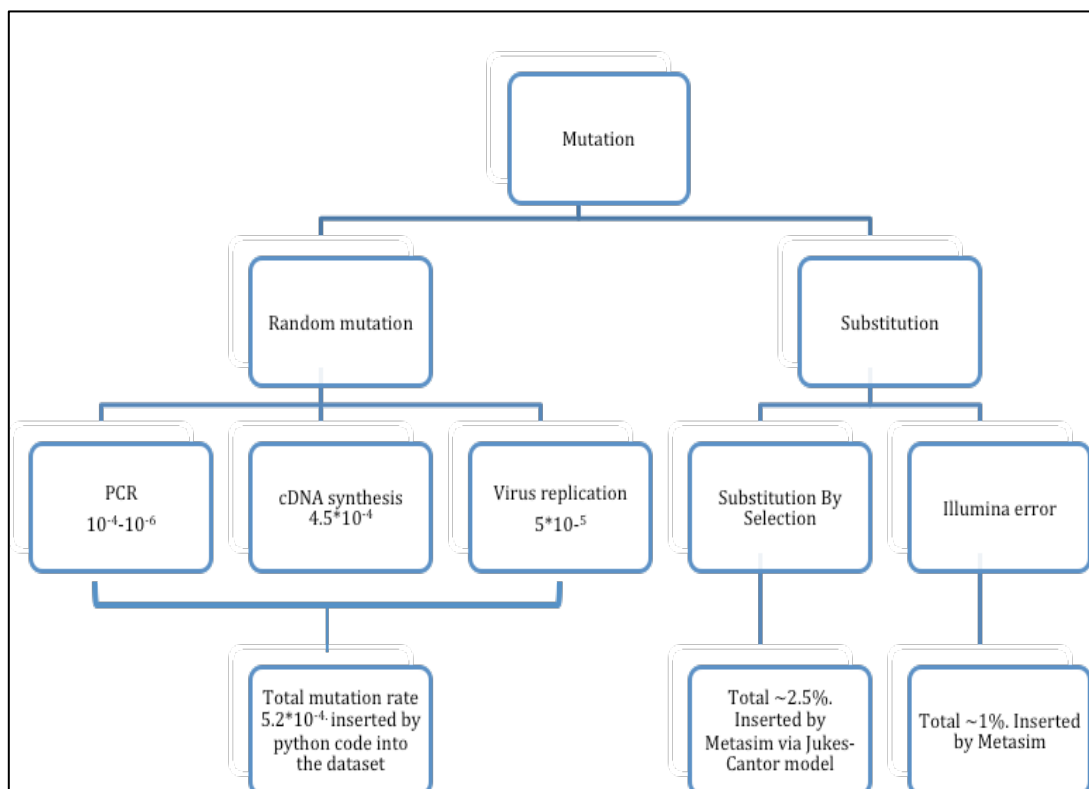 Mutation
Random mutation
Substitution
PCR
10⁻⁴-10⁻⁶
cDNA synthesis
4.5*10⁻⁴
Virus replication
5*10-⁵
Substitution By
Selection
Illumina error
Total mutation rate
5.2*10⁻⁴· inserted by
python code into
the dataset
Total ~2.5%.
Inserted by
Metasim via Jukes-
Cantor model
Total ~1%. Inserted
by Metasim